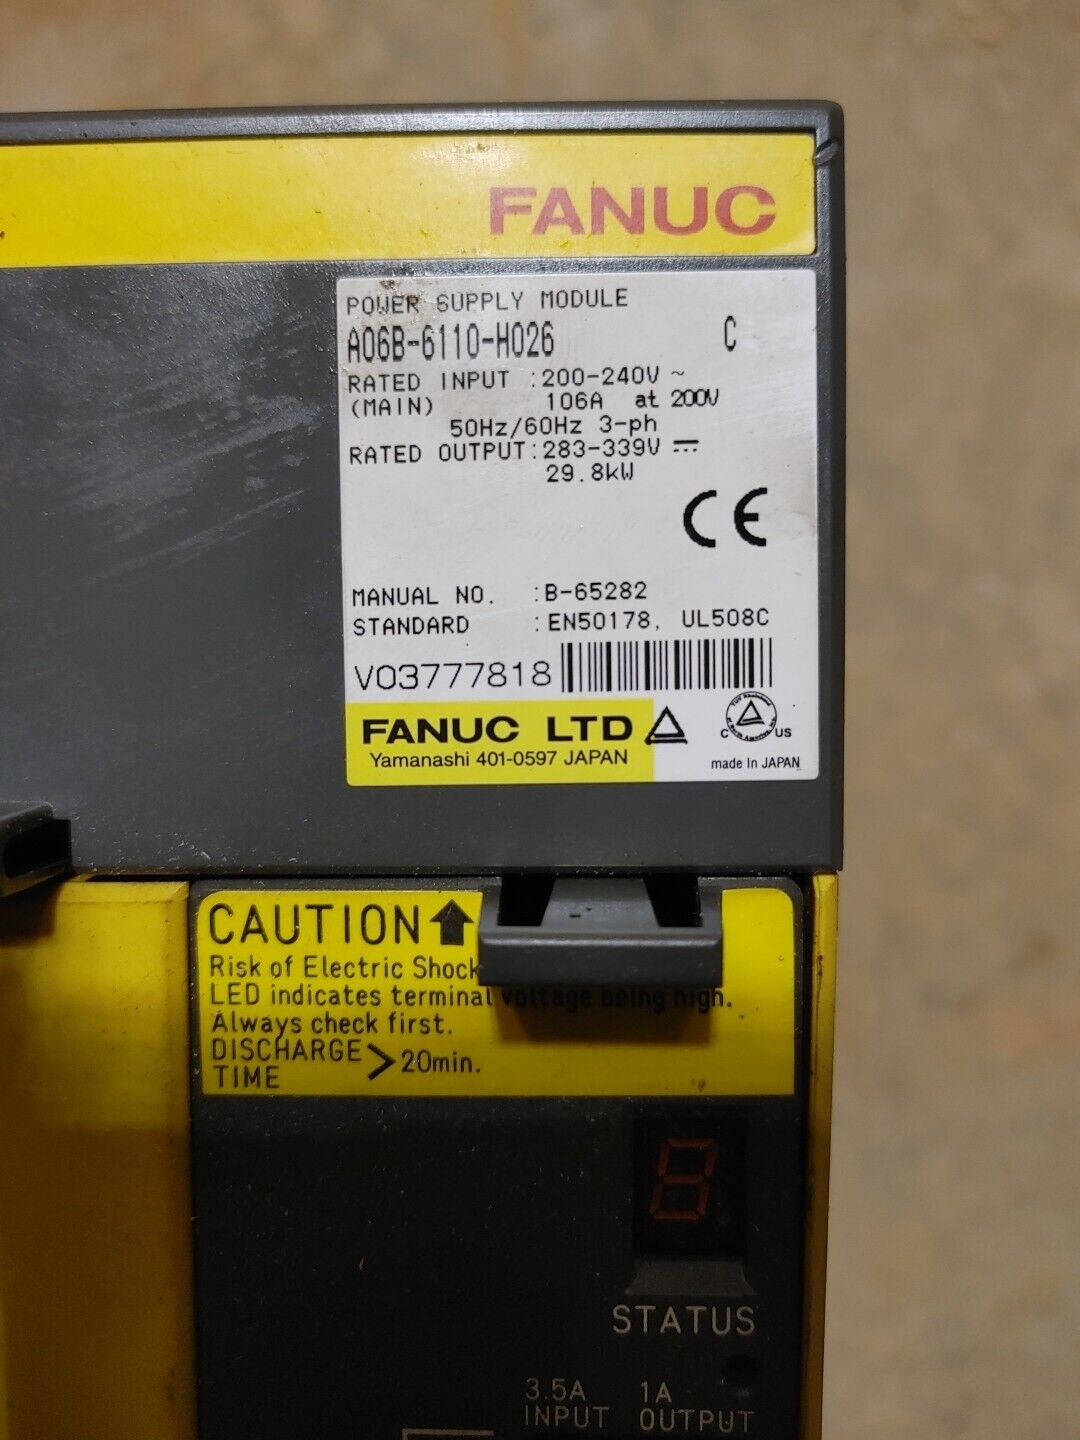 FANUC
POWER SUPPLY MODULE
A06B-6110-H026 C
RATED INPUT :200-240V ~
(MAIN) 106A at 200V
50Hz/60Hz 3-ph
RATED OUTPUT:283-339V ⎓
29.8kW
CE
MANUAL NO. :B-65282
STANDARD :EN50178, UL508C
V03777818
FANUC LTD
Yamanashi 401-0597 JAPAN
C US
made In JAPAN
CAUTION
Risk of Electric Shock
LED indicates terminal voltage being high.
Always check first.
DISCHARGE
TIME > 20min.
8.
STATUS
3.5A 1A
INPUT OUTPUT